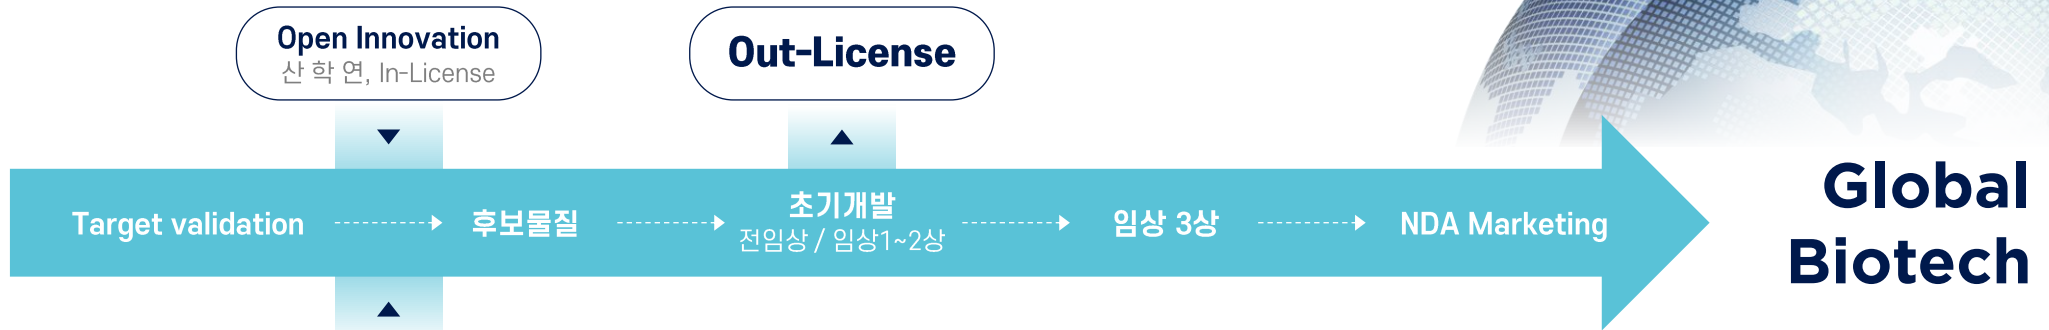 Open Innovation
산 학 연, In-License
Out-License
Target validation
후보물질
초기개발
전임상 / 임상1~2상
임상 3상
NDA Marketing
Global
Biotech